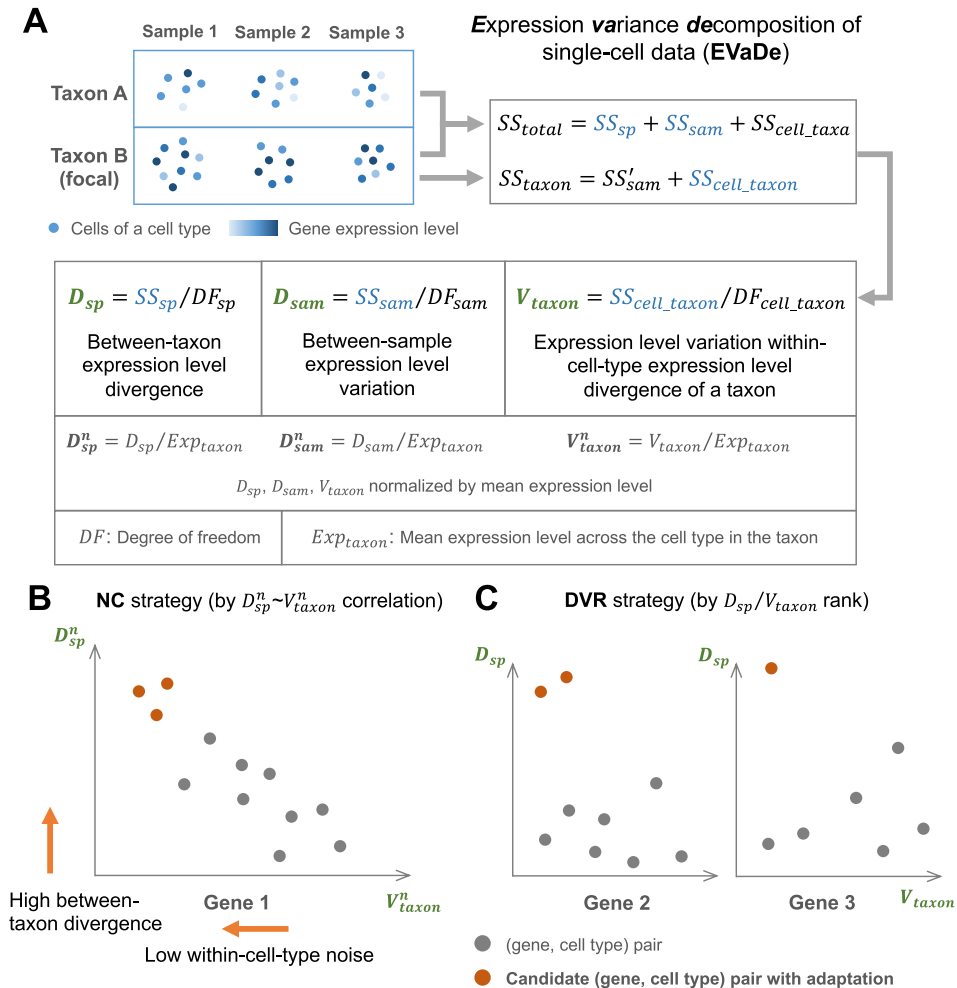 A
Sample 1 Sample 2 Sample 3
Expression variance decomposition of
single-cell data (EVaDe)
Taxon A
Taxon B
(focal)
SS_total = SS_sp + SS_sam + SS_cell_taxa
SS_taxon = SS′_sam + SS_cell_taxon
Cells of a cell type Gene expression level
D_sp = SS_sp/DF_sp
Between-taxon
expression level
divergence
D_sam = SS_sam/DF_sam
Between-sample
expression level
variation
V_taxon = SS_cell_taxon/DF_cell_taxon
Expression level variation within-
cell-type expression level
divergence of a taxon
D^n_sp = D_sp/Exp_taxon D^n_sam = D_sam/Exp_taxon V^n_taxon = V_taxon/Exp_taxon
D_sp, D_sam, V_taxon normalized by mean expression level
DF: Degree of freedom
Exp_taxon: Mean expression level across the cell type in the taxon
B
NC strategy (by D^n_sp~V^n_taxon correlation)
D^n_sp
High between-
taxon divergence
Gene 1
V^n_taxon
Low within-cell-type noise
C
DVR strategy (by D_sp/V_taxon rank)
D_sp
D_sp
Gene 2
Gene 3
V_taxon
(gene, cell type) pair
Candidate (gene, cell type) pair with adaptation